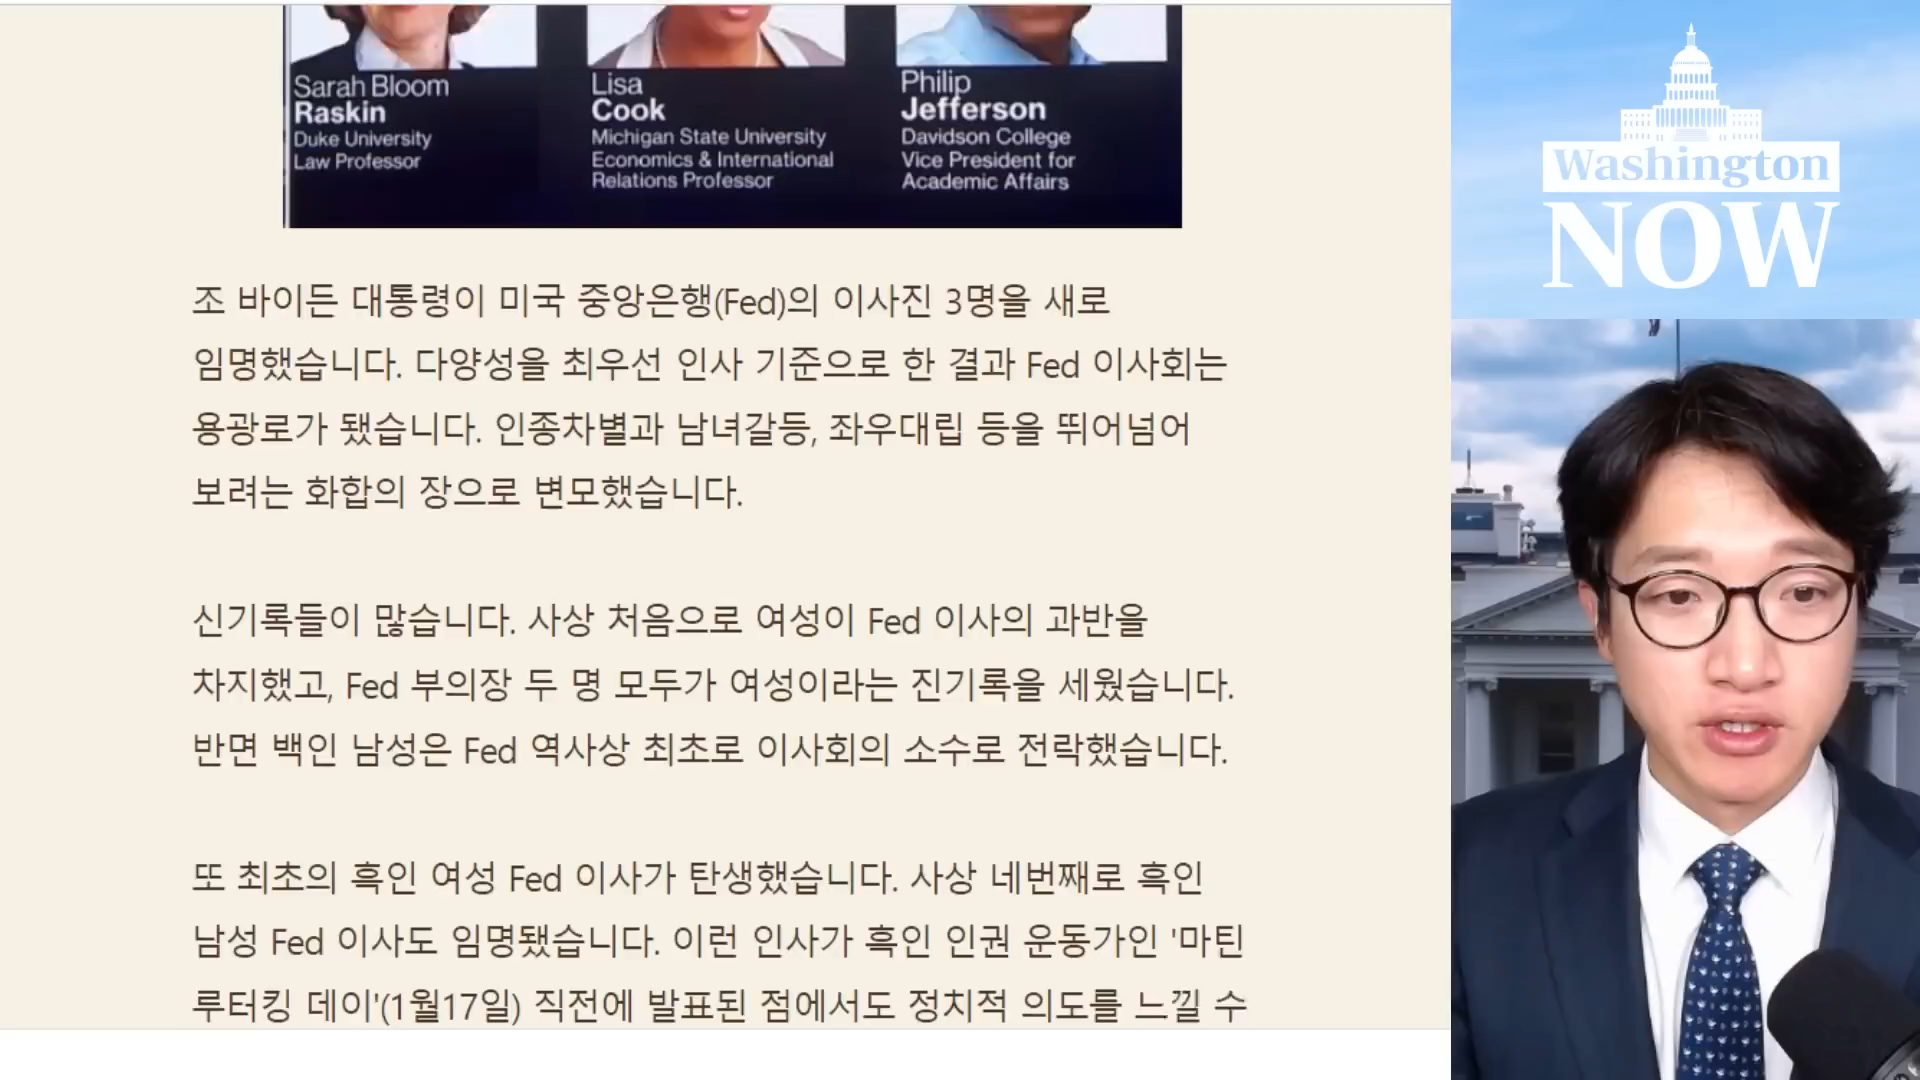 Sarah Bloom
Raskin
Duke University
Law Professor
Lisa
Cook
Michigan State University
Economics & International
Relations Professor
Philip
Jefferson
Davidson College
Vice President for
Academic Affairs
조 바이든 대통령이 미국 중앙은행(Fed)의 이사진 3명을 새로
임명했습니다. 다양성을 최우선 인사 기준으로 한 결과 Fed 이사회는
용광로가 됐습니다. 인종차별과 남녀갈등, 좌우대립 등을 뛰어넘어
보려는 화합의 장으로 변모했습니다.
신기록들이 많습니다. 사상 처음으로 여성이 Fed 이사의 과반을
차지했고, Fed 부의장 두 명 모두가 여성이라는 진기록을 세웠습니다.
반면 백인 남성은 Fed 역사상 최초로 이사회의 소수로 전락했습니다.
또 최초의 흑인 여성 Fed 이사가 탄생했습니다. 사상 네번째로 흑인
남성 Fed 이사도 임명됐습니다. 이런 인사가 흑인 인권 운동가인 '마틴
루터킹 데이'(1월17일) 직전에 발표된 점에서도 정치적 의도를 느낄 수
Washington
NOW